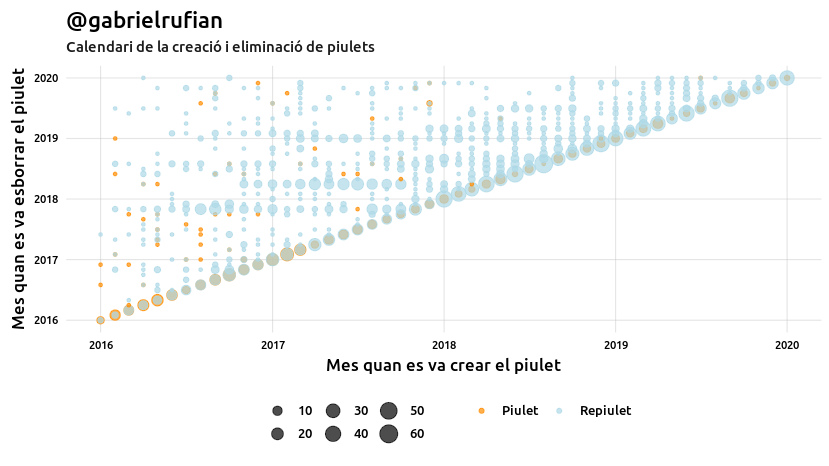 @gabrielrufian
Calendari de la creació i eliminació de piulets
Mes quan es va esborrar el piulet
2020
2019
2018
2017
2016
2016 2017 2018 2019 2020
Mes quan es va crear el piulet
10 30 50 Piulet Repiulet
20 40 60